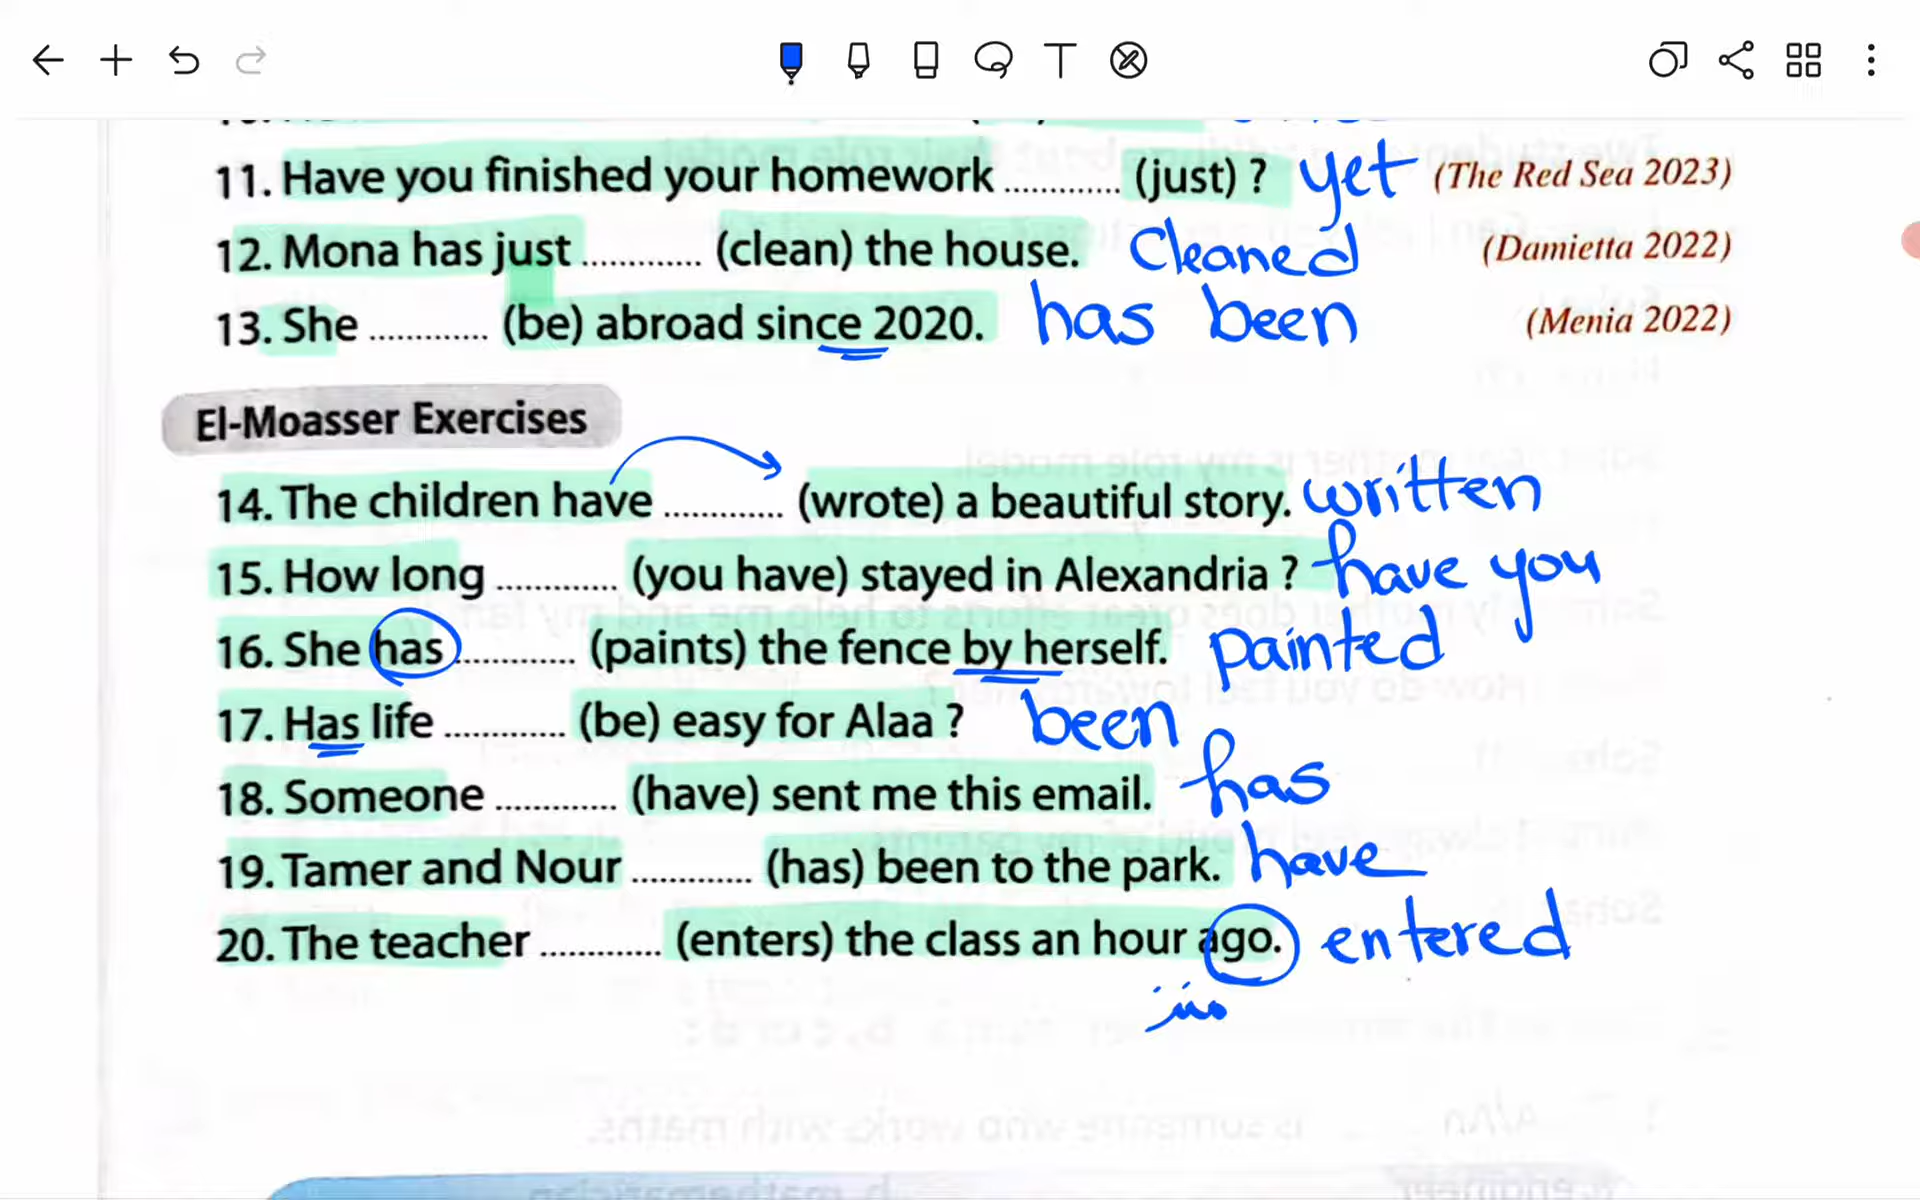 11. Have you finished your homework ............ (just) ? yet (The Red Sea 2023)
12. Mona has just ............ (clean) the house. Cleaned (Damietta 2022)
13. She ............ (be) abroad since 2020. has been (Menia 2022)
El-Moasser Exercises
14. The children have ............ (wrote) a beautiful story. written
15. How long ............ (you have) stayed in Alexandria ? have you
16. She has ............ (paints) the fence by herself. painted
17. Has life ............ (be) easy for Alaa ? been
18. Someone ............ (have) sent me this email. has
19. Tamer and Nour ............ (has) been to the park. have
20. The teacher ............ (enters) the class an hour ago. entered